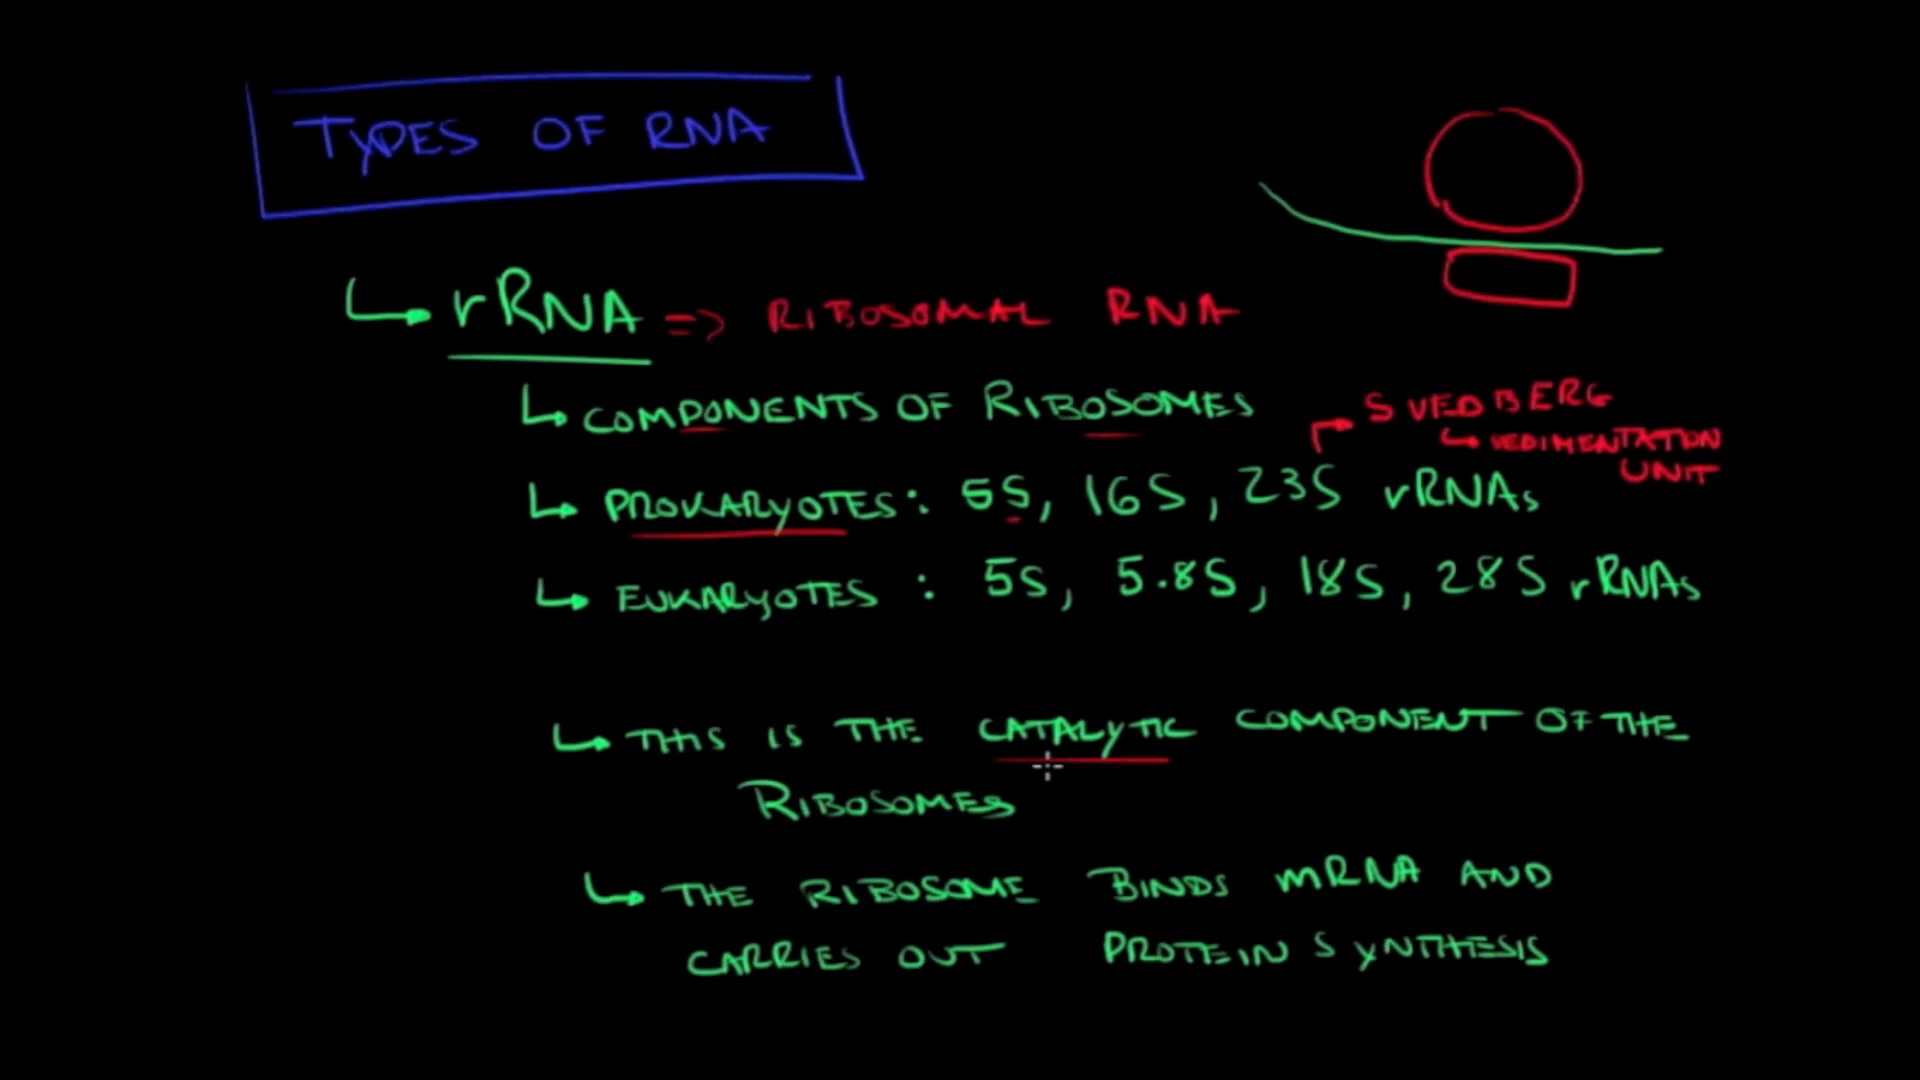 TYPES OF RNA
↳ rRNA => RIBOSOMAL RNA
↳ COMPONENTS OF RIBOSOMES
SVEDBERG
↳ SEDIMENTATION
UNIT
↳ PROKARYOTES: 5S, 16S, 23S rRNAs
↳ EUKARYOTES : 5S, 5.8S, 18S, 28S rRNAs
↳ THIS IS THE CATALYTIC COMPONENT OF THE
RIBOSOMES
↳ THE RIBOSOME BINDS mRNA AND
CARRIES OUT PROTEIN SYNTHESIS